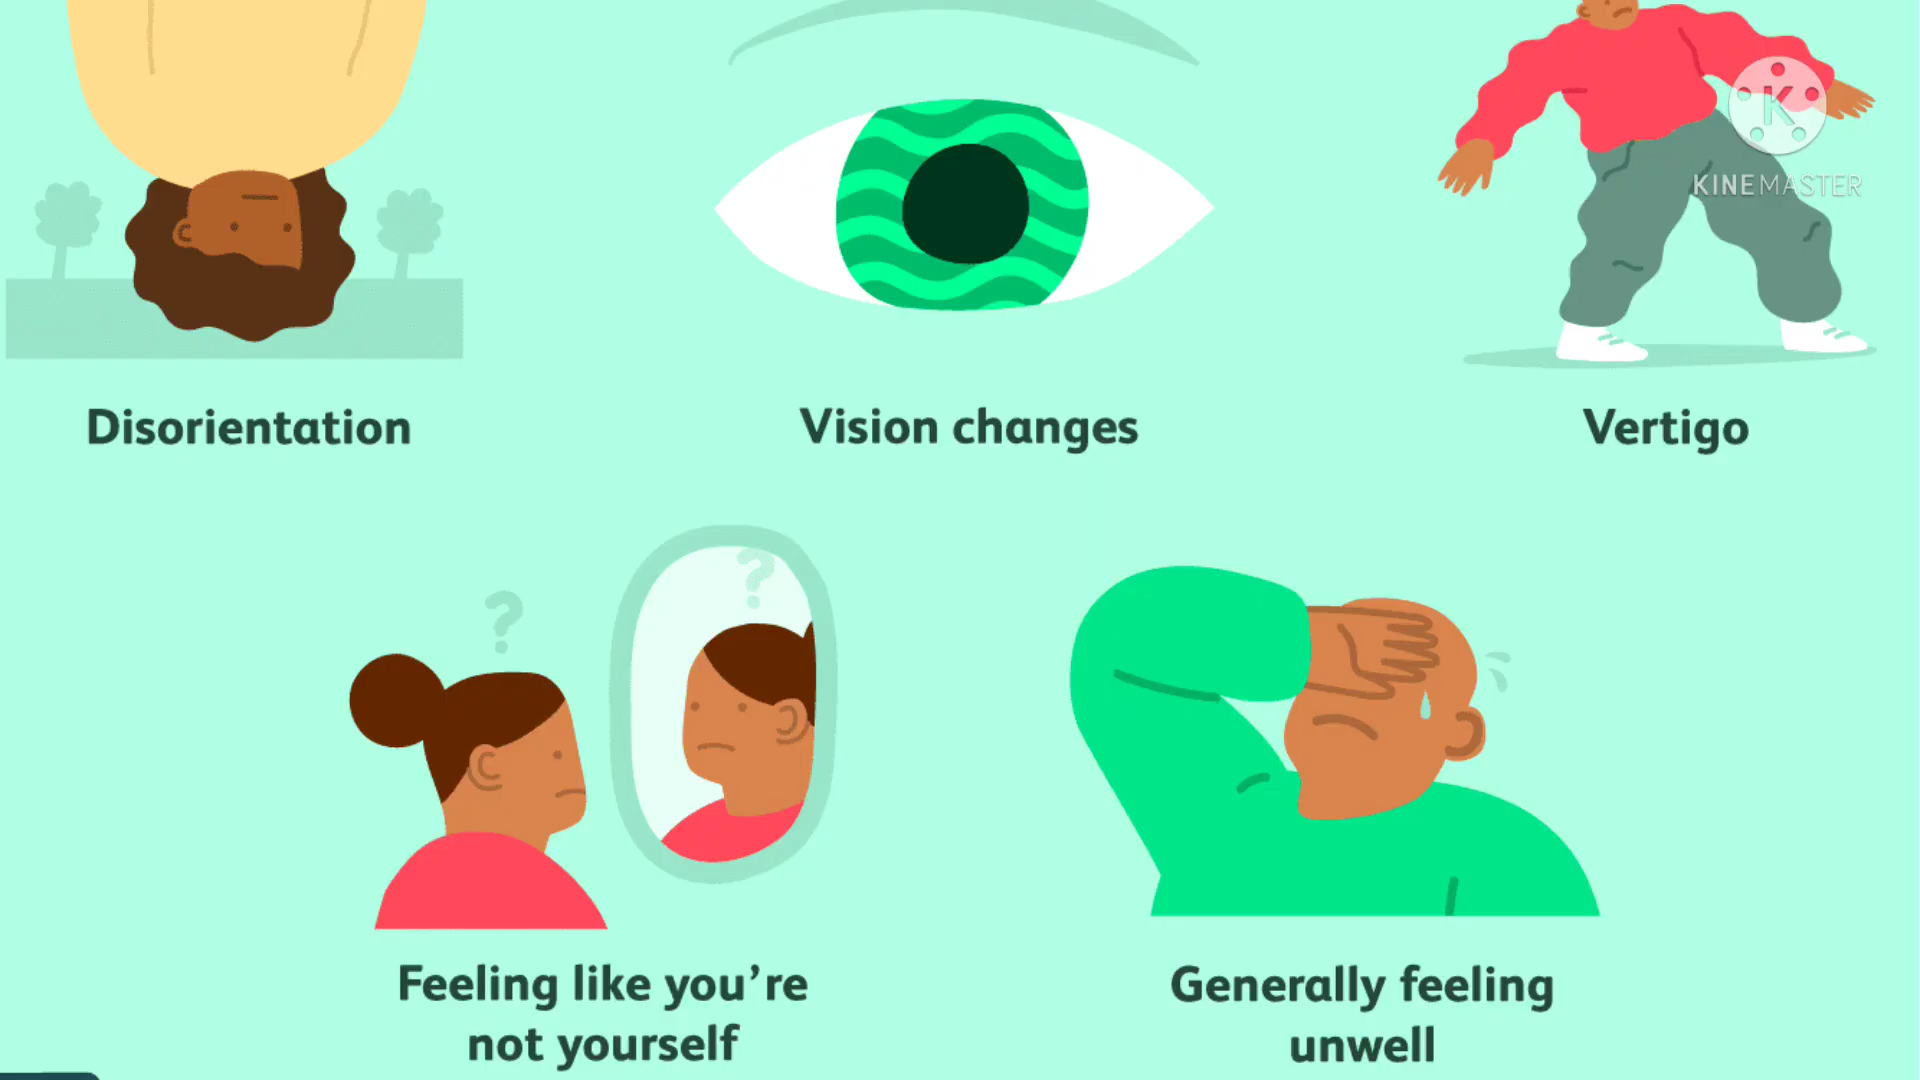 K
KINEMASTER
Disorientation
Vision changes
Vertigo
?
?
Feeling like you’re
not yourself
Generally feeling
unwell